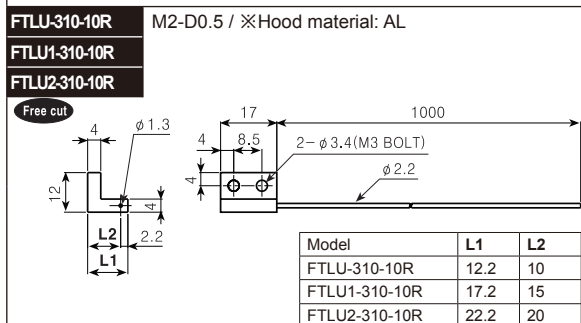 FTLU-310-10R M2-D0.5 / ※Hood material: AL
FTLU1-310-10R
FTLU2-310-10R
Free cut
17 1000
4 ϕ1.3 4 8.5 2-ϕ3.4(M3 BOLT)
4 ϕ2.2
12 4
L2 2.2
L1
Model L1 L2
FTLU-310-10R 12.2 10
FTLU1-310-10R 17.2 15
FTLU2-310-10R 22.2 20